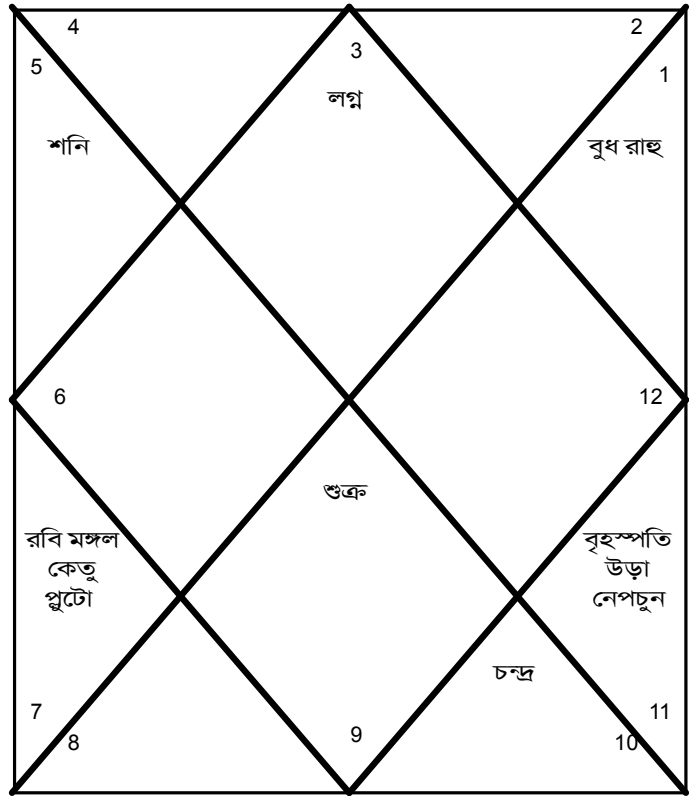 4
2
3
5
1
লগ্ন
শনি
বুধ রাহু
6
12
শুক্র
রবি মঙ্গল
কেতু
প্লুটো
বৃহস্পতি
উড়া
নেপচুন
চন্দ্র
7
11
9
8
10